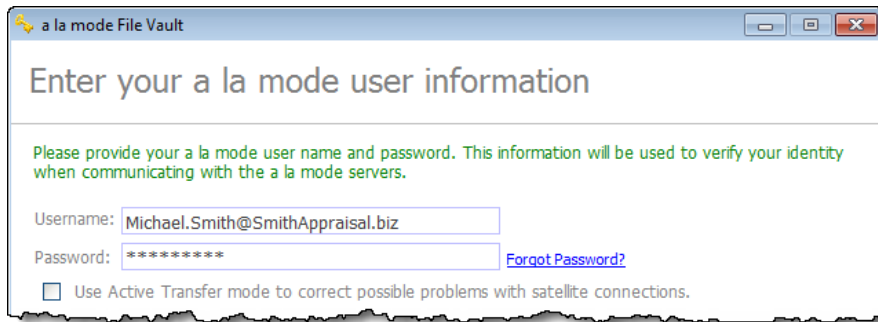 a la mode File Vault
Enter your a la mode user information
Please provide your a la mode user name and password. This information will be used to verify your identity
when communicating with the a la mode servers.
Username: Michael.Smith@SmithAppraisal.biz
Password: *********
Forgot Password?
Use Active Transfer mode to correct possible problems with satellite connections.